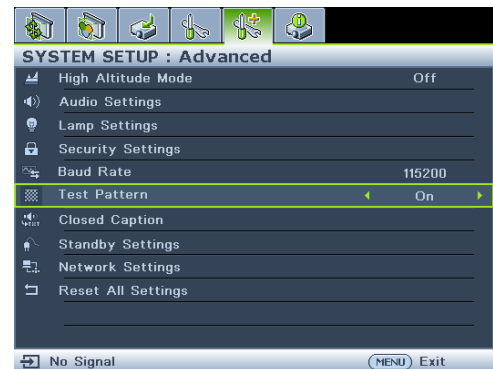 SYSTEM SETUP : Advanced
High Altitude Mode Off
Audio Settings
Lamp Settings
Security Settings
Baud Rate 115200
Test Pattern On
Closed Caption
Standby Settings
Network Settings
Reset All Settings
No Signal MENU Exit